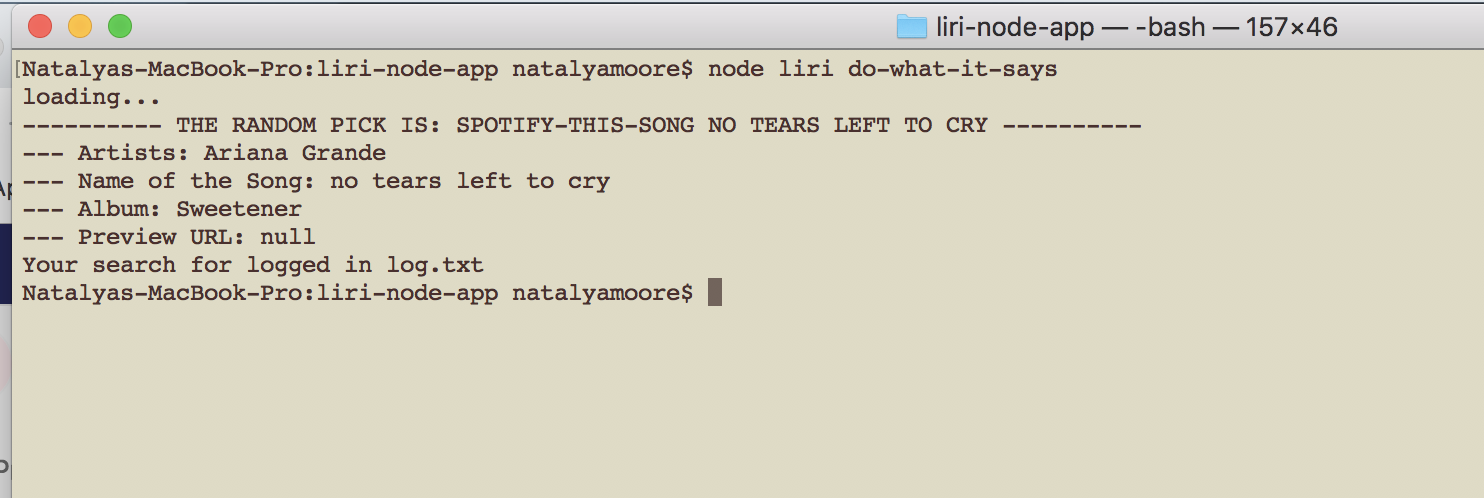 liri-node-app — -bash — 157×46
[Natalyas-MacBook-Pro:liri-node-app natalyamoore$ node liri do-what-it-says
loading...
---------- THE RANDOM PICK IS: SPOTIFY-THIS-SONG NO TEARS LEFT TO CRY ----------
--- Artists: Ariana Grande
--- Name of the Song: no tears left to cry
--- Album: Sweetener
--- Preview URL: null
Your search for logged in log.txt
Natalyas-MacBook-Pro:liri-node-app natalyamoore$